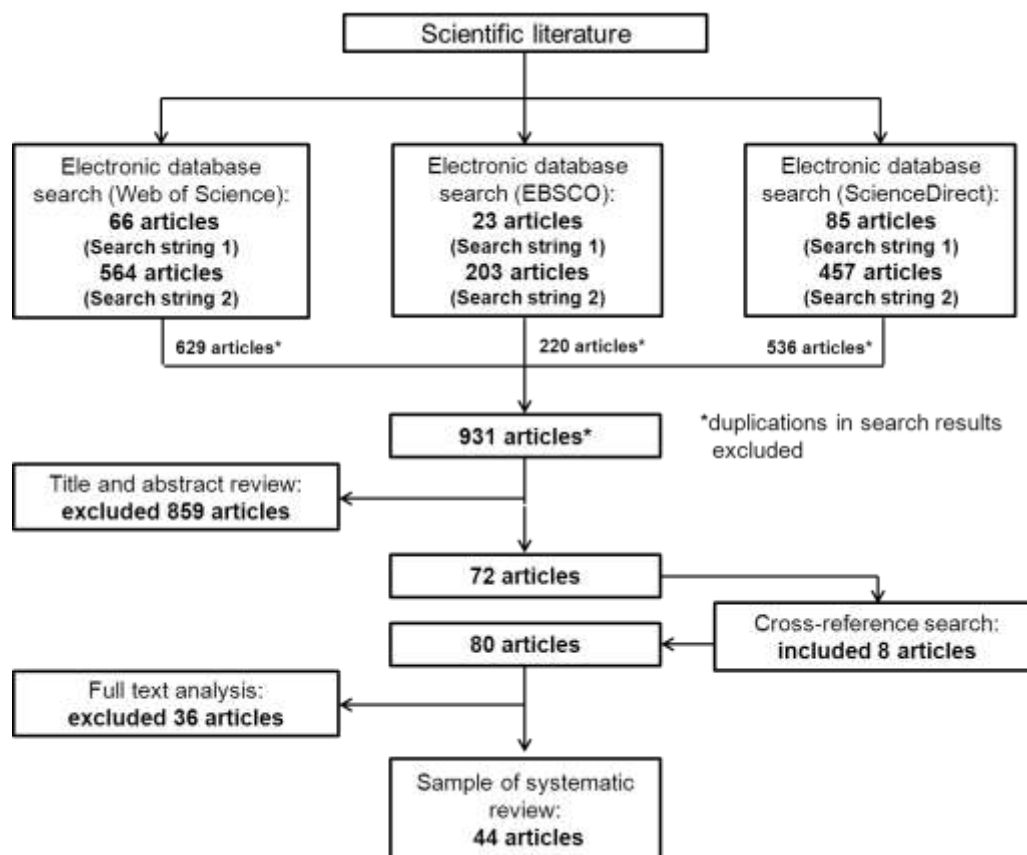 Scientific literature
Electronic database
search (Web of Science):
66 articles
(Search string 1)
564 articles
(Search string 2)
Electronic database
search (EBSCO):
23 articles
(Search string 1)
203 articles
(Search string 2)
Electronic database
search (ScienceDirect):
85 articles
(Search string 1)
457 articles
(Search string 2)
629 articles*
220 articles*
536 articles*
931 articles*
*duplications in search results
excluded
Title and abstract review:
excluded 859 articles
72 articles
Cross-reference search:
included 8 articles
80 articles
Full text analysis:
excluded 36 articles
Sample of systematic
review:
44 articles